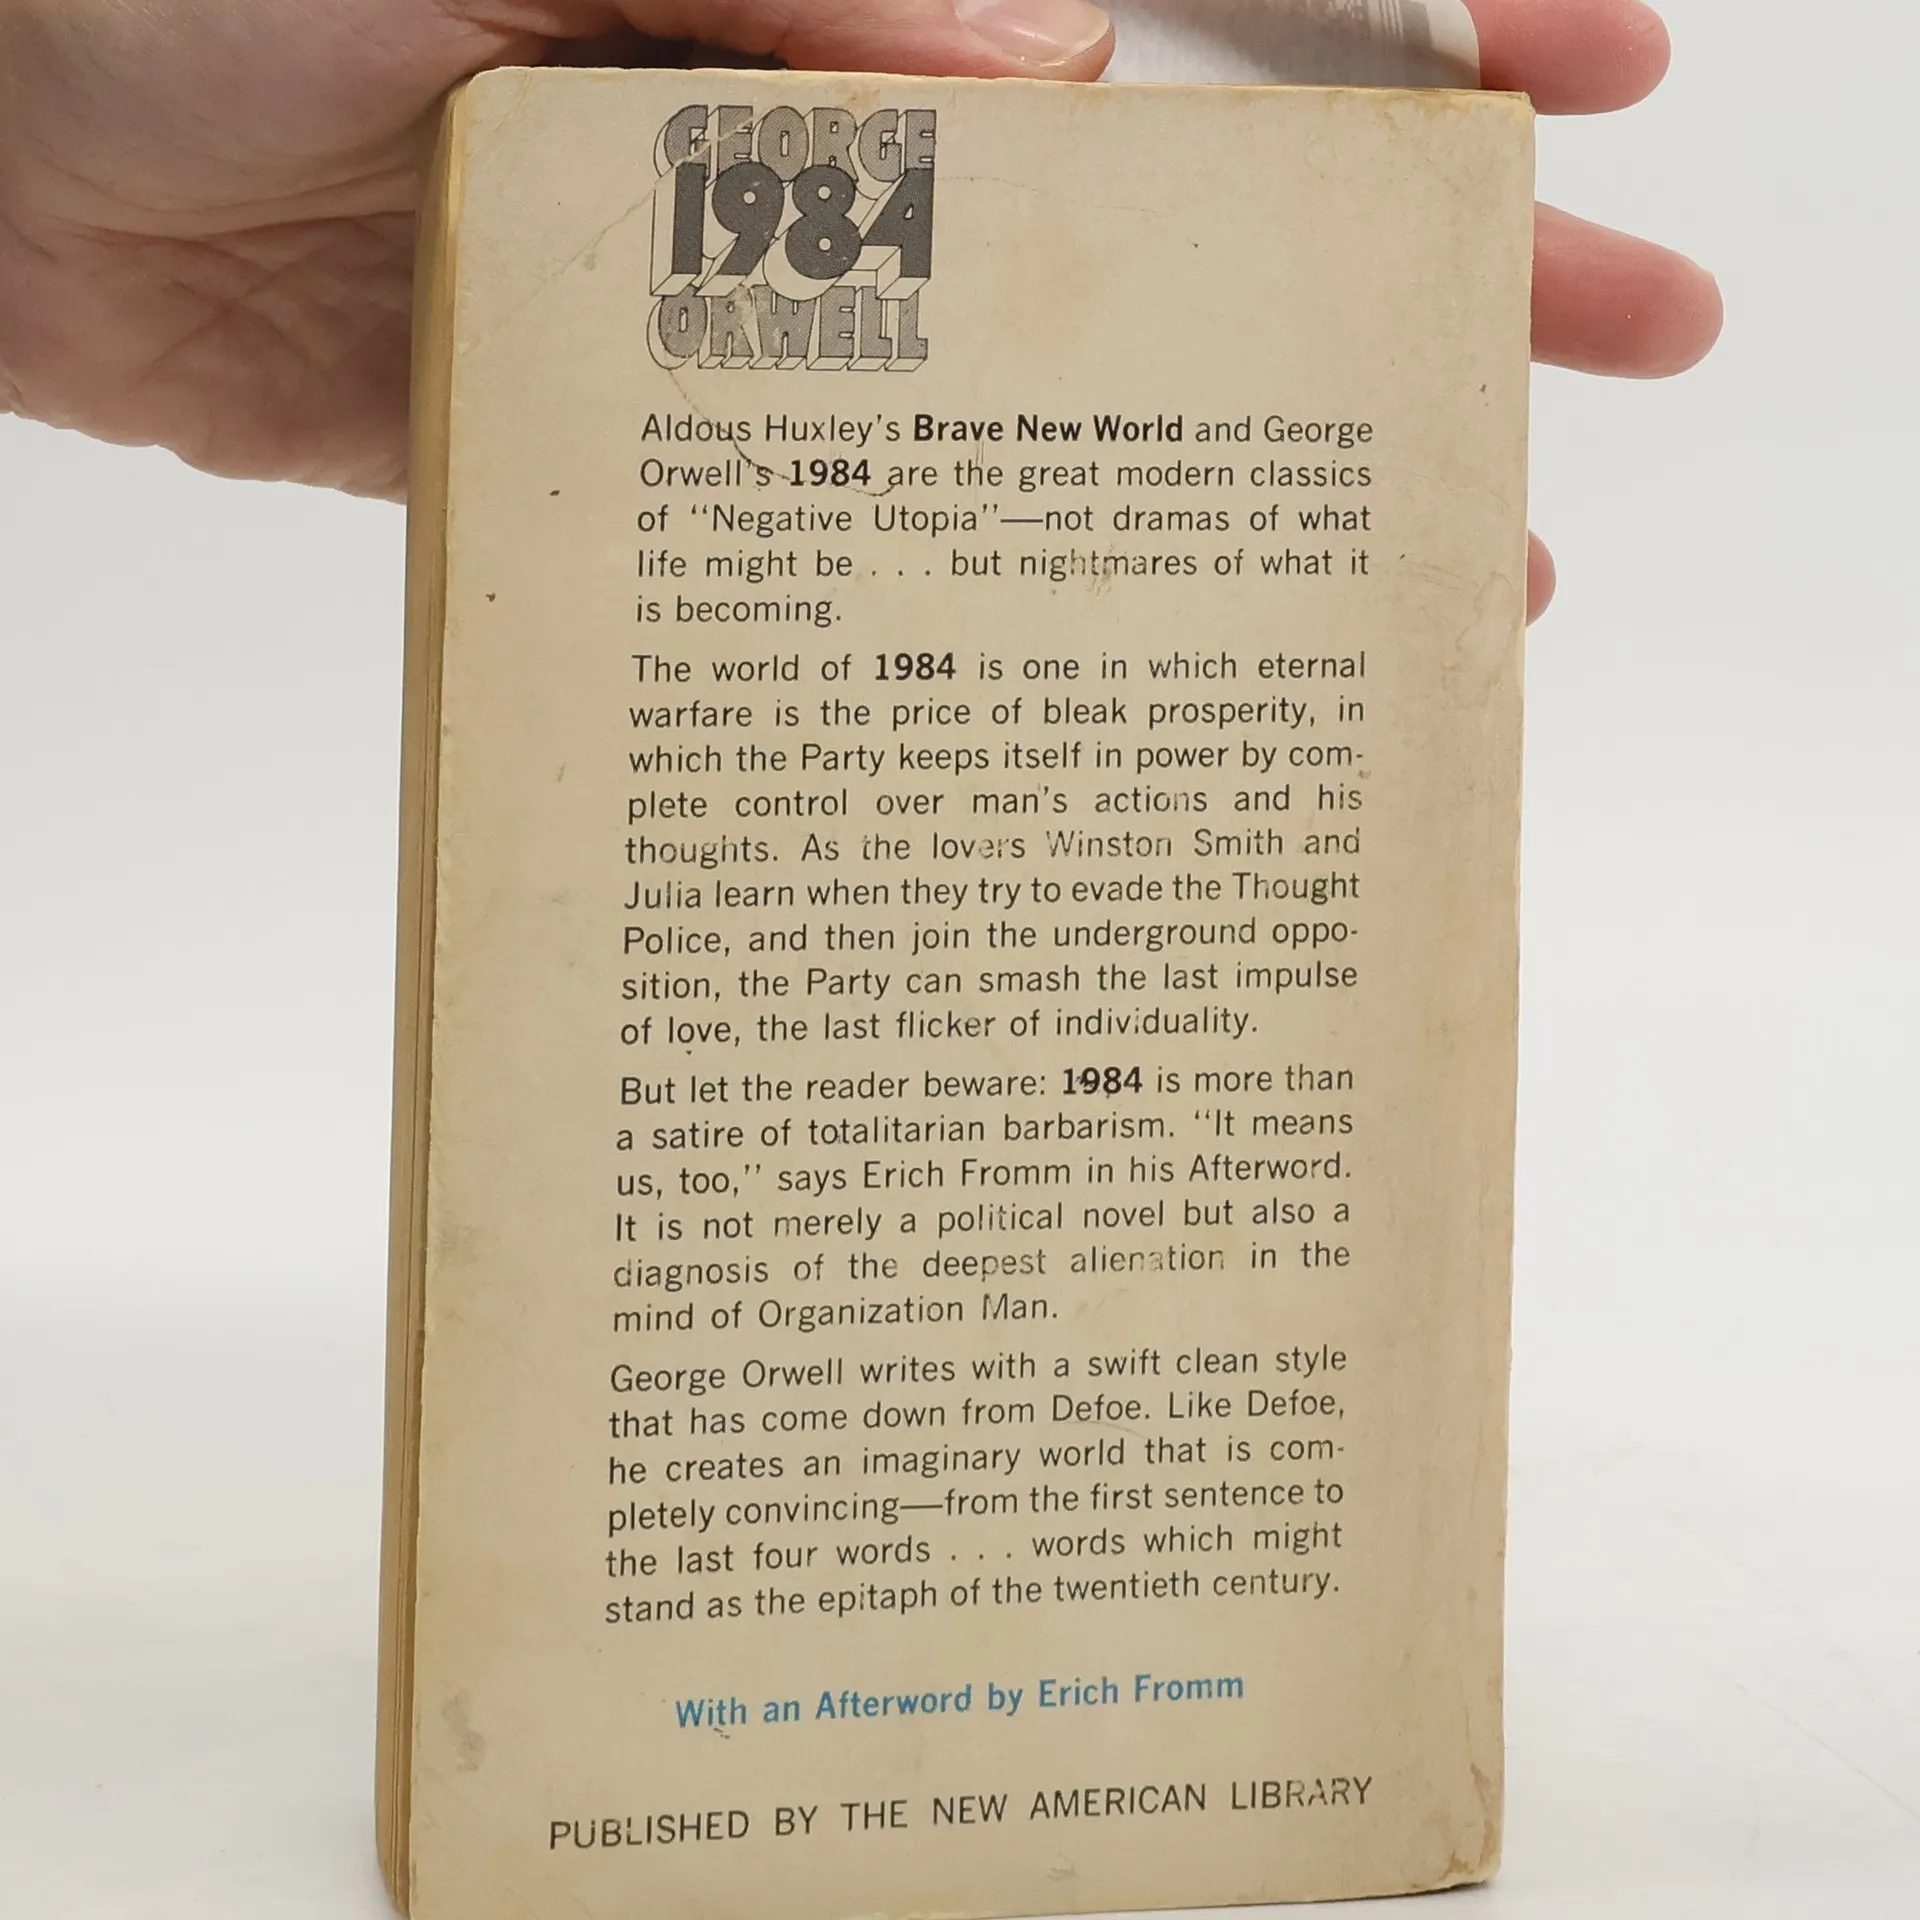 GEORGE
1984
ORWELL
Aldous Huxley's Brave New World and George
Orwell's 1984 are the great modern classics
of "Negative Utopia"—not dramas of what
life might be . . . but nightmares of what it
is becoming.
The world of 1984 is one in which eternal
warfare is the price of bleak prosperity, in
which the Party keeps itself in power by com-
plete control over man's actions and his
thoughts. As the lovers Winston Smith and
Julia learn when they try to evade the Thought
Police, and then join the underground oppo-
sition, the Party can smash the last impulse
of love, the last flicker of individuality.
But let the reader beware: 1984 is more than
a satire of totalitarian barbarism. "It means
us, too," says Erich Fromm in his Afterword.
It is not merely a political novel but also a
diagnosis of the deepest alienation in the
mind of Organization Man.
George Orwell writes with a swift clean style
that has come down from Defoe. Like Defoe,
he creates an imaginary world that is com-
pletely convincing—from the first sentence to
the last four words . . . words which might
stand as the epitaph of the twentieth century.
With an Afterword by Erich Fromm
PUBLISHED BY THE NEW AMERICAN LIBRARY